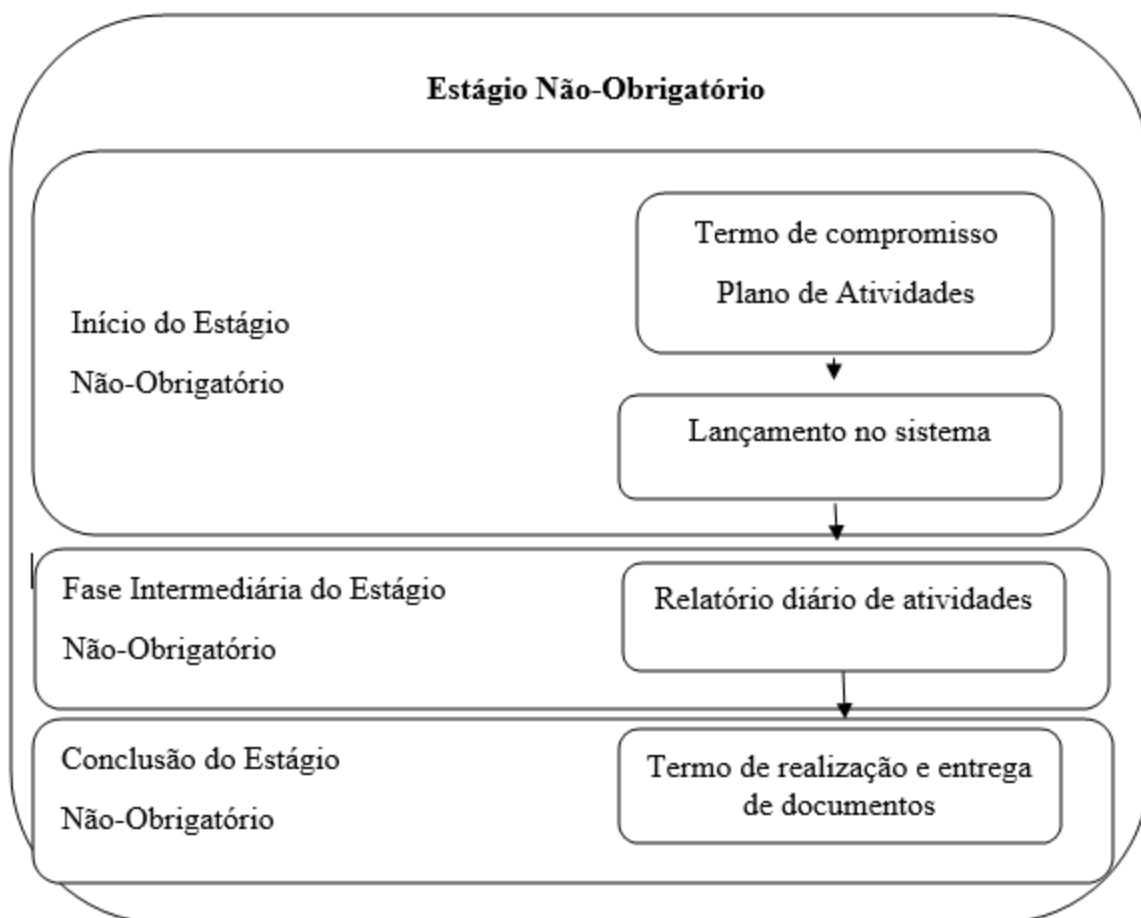 Estágio Não-Obrigatório
Início do Estágio
Não-Obrigatório
Termo de compromisso
Plano de Atividades
Lançamento no sistema
Fase Intermediária do Estágio
Não-Obrigatório
Relatório diário de atividades
Conclusão do Estágio
Não-Obrigatório
Termo de realização e entrega
de documentos